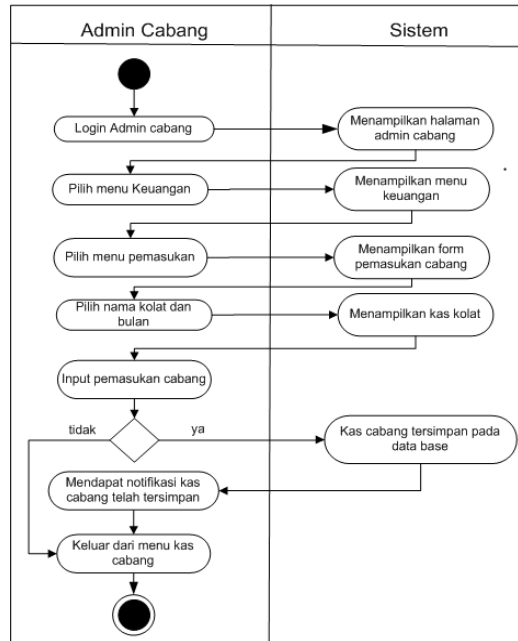 Admin Cabang
Sistem
Login Admin cabang
Menampilkan halaman
admin cabang
Pilih menu Keuangan
Menampilkan menu
keuangan
Pilih menu pemasukan
Menampilkan form
pemasukan cabang
Pilih nama kolat dan
bulan
Menampilkan kas kolat
Input pemasukan cabang
tidak
ya
Kas cabang tersimpan pada
data base
Mendapat notifikasi kas
cabang telah tersimpan
Keluar dari menu kas
cabang